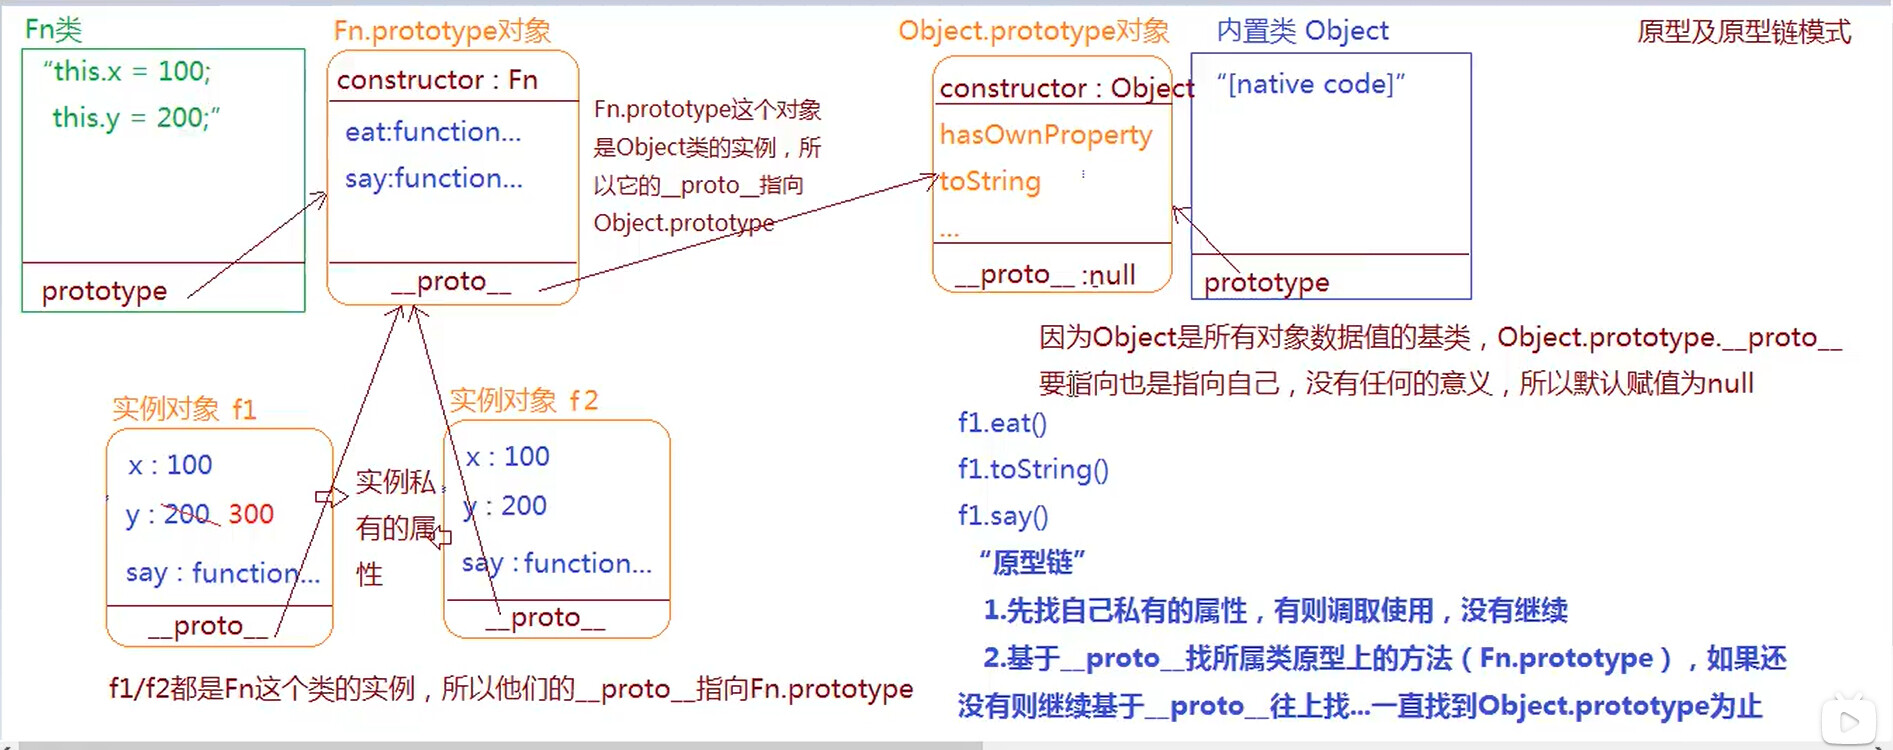 Fn类
“this.x = 100;
this.y = 200;”
prototype
Fn.prototype对象
constructor : Fn
eat:function...
say:function...
__proto__
Fn.prototype这个对象
是Object类的实例，所
以它的__proto__指向
Object.prototype
Object.prototype对象
constructor : Object
hasOwnProperty
toString
...
__proto__ :null
内置类 Object
“[native code]”
prototype
原型及原型链模式
因为Object是所有对象数据值的基类，Object.prototype.__proto__
要指向也是指向自己，没有任何的意义，所以默认赋值为null
实例对象 f1
x : 100
y : 200 300
say : function...
__proto__
实例私
有的属
性
实例对象 f2
x : 100
y : 200
say : function...
__proto__
f1/f2都是Fn这个类的实例，所以他们的__proto__指向Fn.prototype
f1.eat()
f1.toString()
f1.say()
“原型链”
1.先找自己私有的属性，有则调取使用，没有继续
2.基于__proto__找所属类原型上的方法（Fn.prototype），如果还
没有则继续基于__proto__往上找...一直找到Object.prototype为止